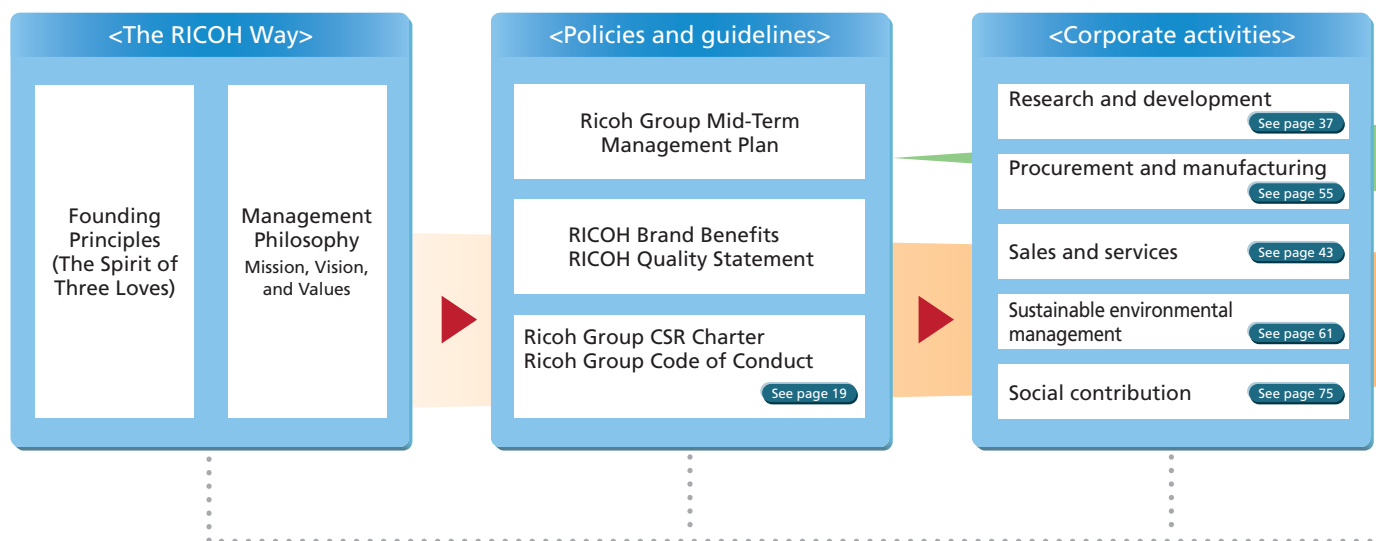 <The RICOH Way>
Founding
Principles
(The Spirit of
Three Loves)
Management
Philosophy
Mission, Vision,
and Values
<Policies and guidelines>
Ricoh Group Mid-Term
Management Plan
RICOH Brand Benefits
RICOH Quality Statement
Ricoh Group CSR Charter
Ricoh Group Code of Conduct
See page 19
<Corporate activities>
Research and development
See page 37
Procurement and manufacturing
See page 55
Sales and services
See page 43
Sustainable environmental
management
See page 61
Social contribution
See page 75